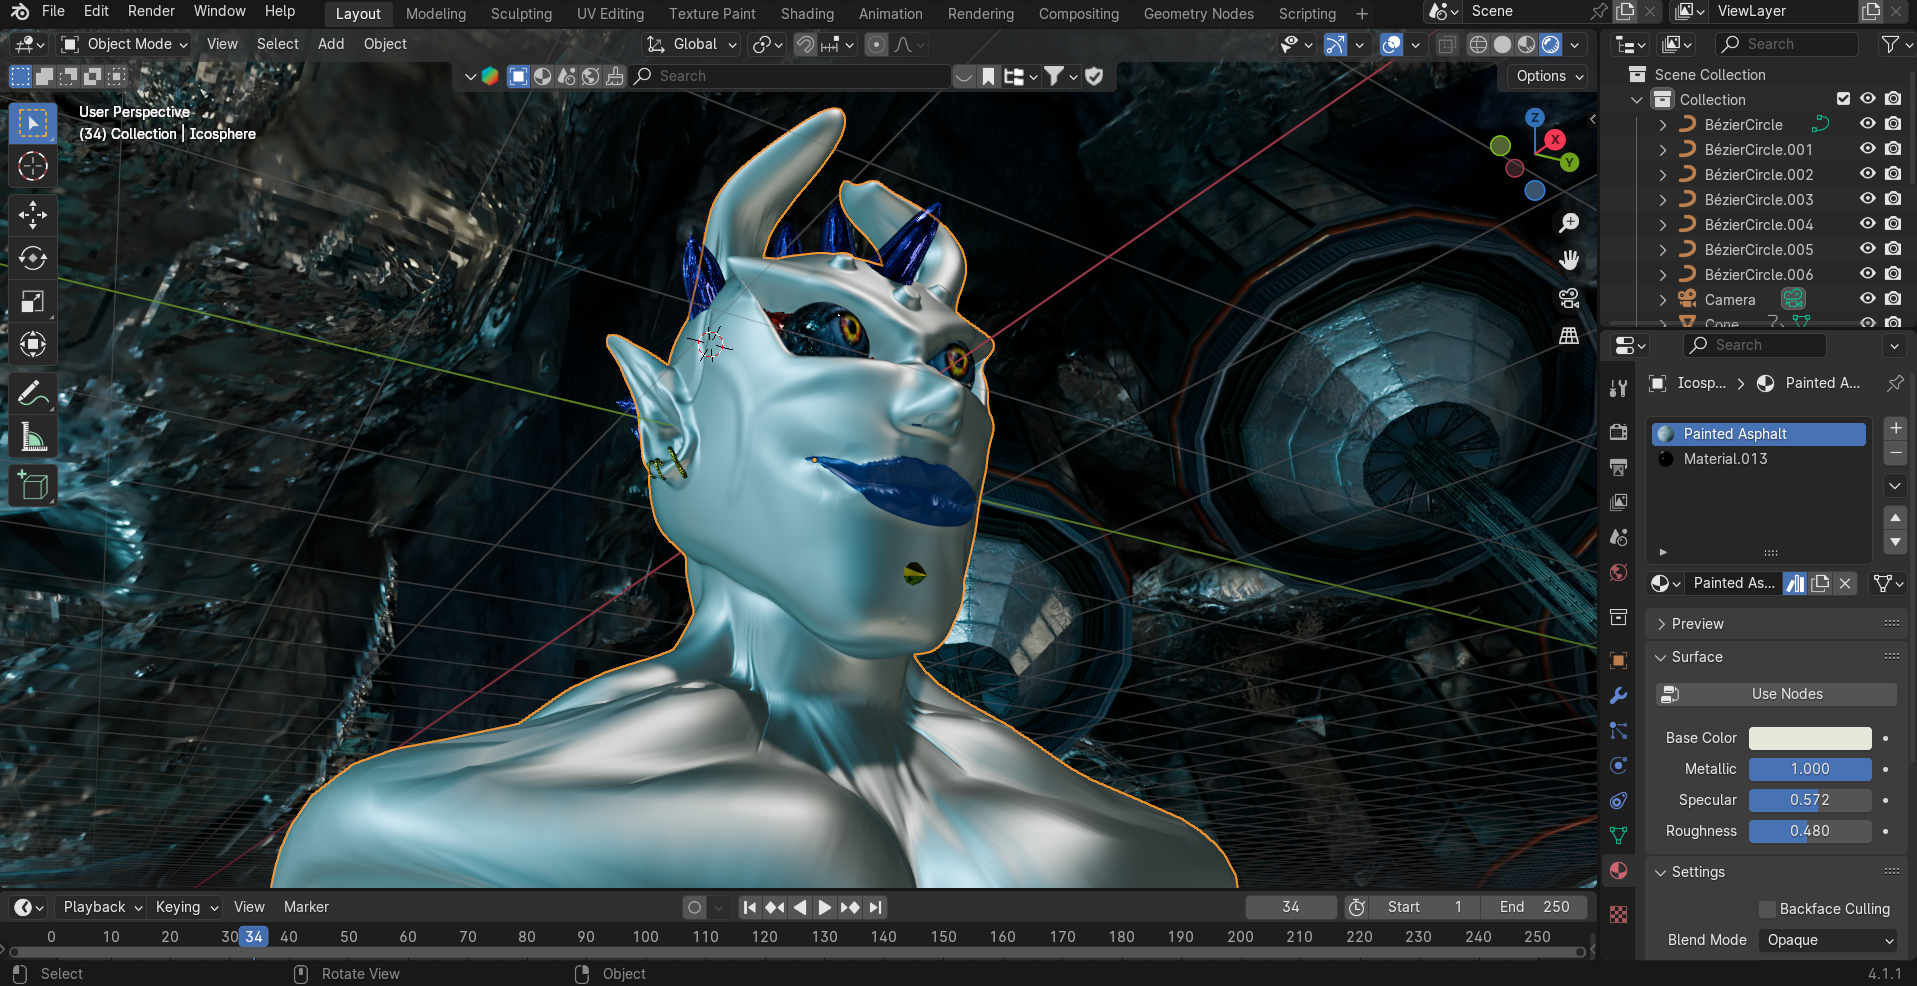 File Edit Render Window Help Layout Modeling Sculpting UV Editing Texture Paint Shading Animation Rendering Compositing Geometry Nodes Scripting + Scene ViewLayer
Object Mode View Select Add Object Global Search
Search Options
User Perspective
(34) Collection | Icosphere
Z
X
Y
Scene Collection
Collection
BézierCircle
BézierCircle.001
BézierCircle.002
BézierCircle.003
BézierCircle.004
BézierCircle.005
BézierCircle.006
Camera
Cone
Search
Icosp... > Painted A...
Painted Asphalt
Material.013
Painted As...
Preview
Surface
Use Nodes
Base Color
Metallic 1.000
Specular 0.572
Roughness 0.480
Settings
Backface Culling
Blend Mode Opaque
Playback Keying View Marker 34 Start 1 End 250
0 10 20 30 34 40 50 60 70 80 90 100 110 120 130 140 150 160 170 180 190 200 210 220 230 240 250
Select Rotate View Object 4.1.1